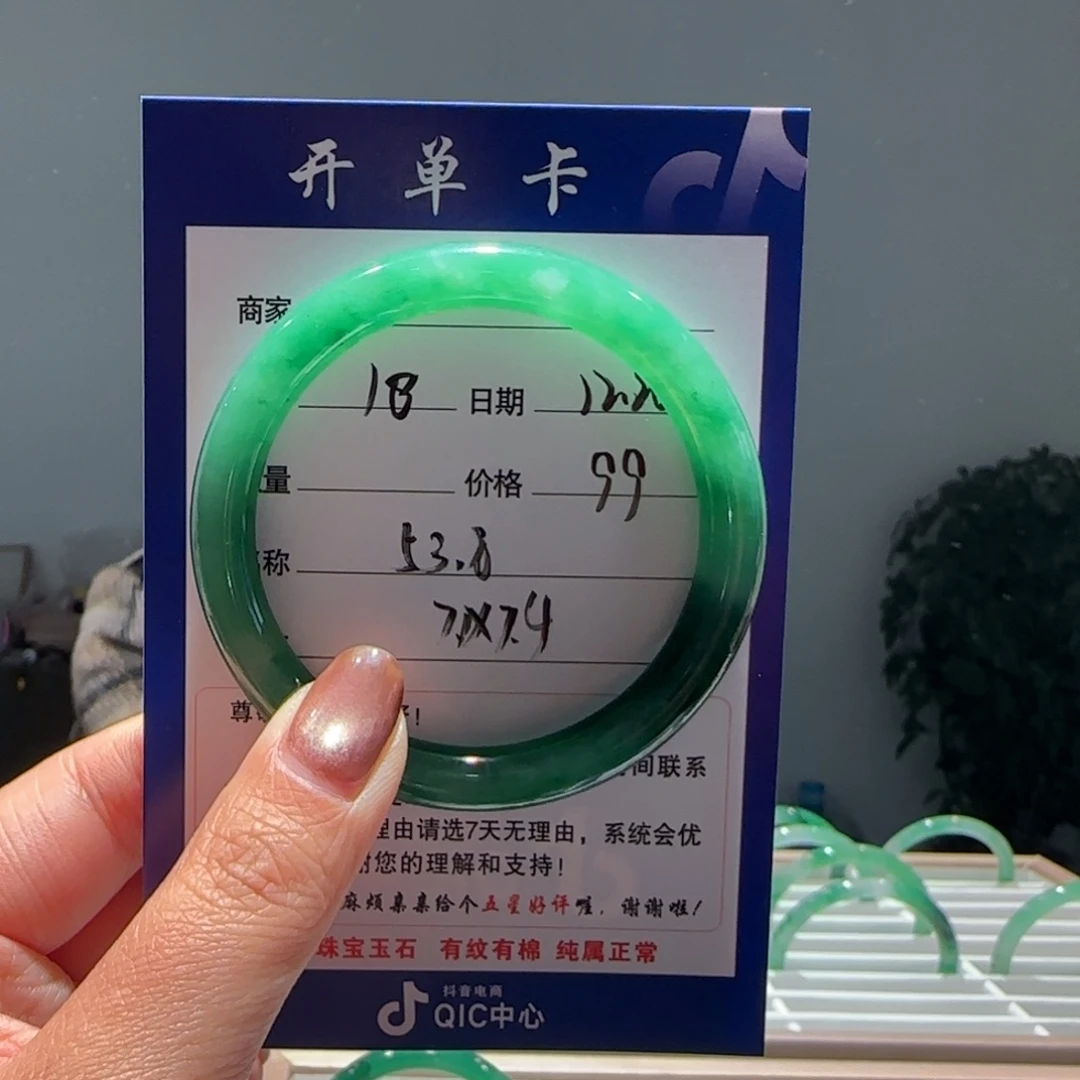 开单卡
商家
18 日期 12.2
量 价格 99
称 53.8
7.1X7.4
尊 !
间联系
理由请选7天无理由，系统会优
谢您的理解和支持！
麻烦亲亲给个五星好评喔，谢谢啦！
珠宝玉石 有纹有棉 纯属正常
抖音电商
QIC中心